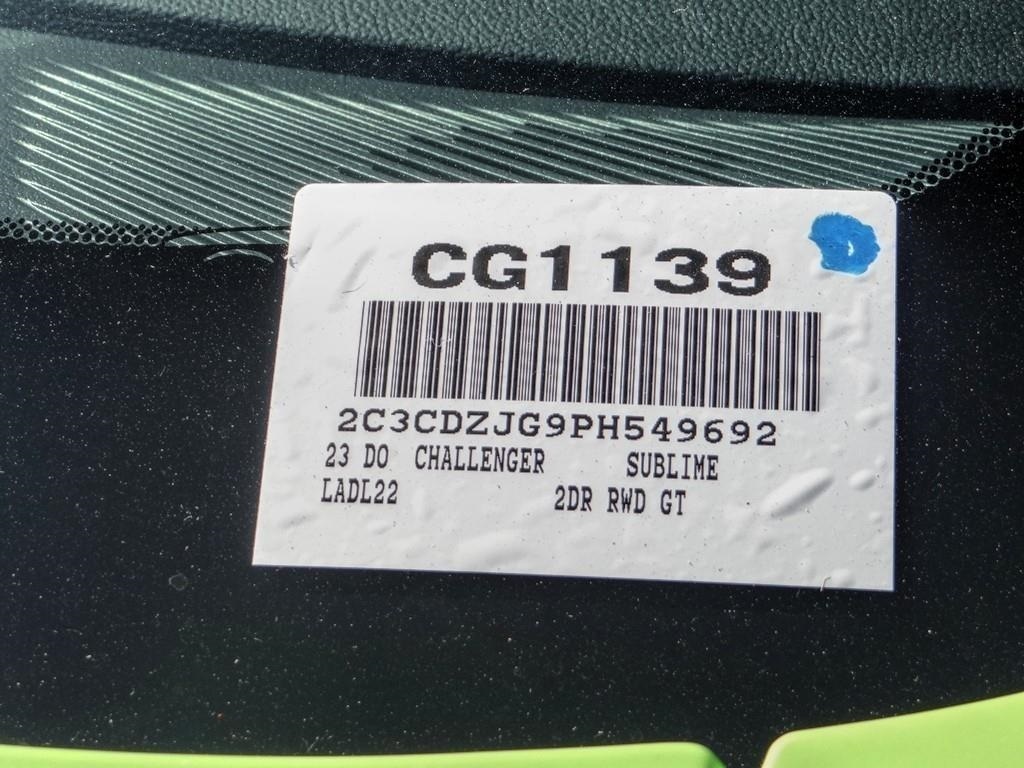 CG1139
2C3CDZJG9PH549692
23 DO CHALLENGER SUBLIME
LADL22 2DR RWD GT